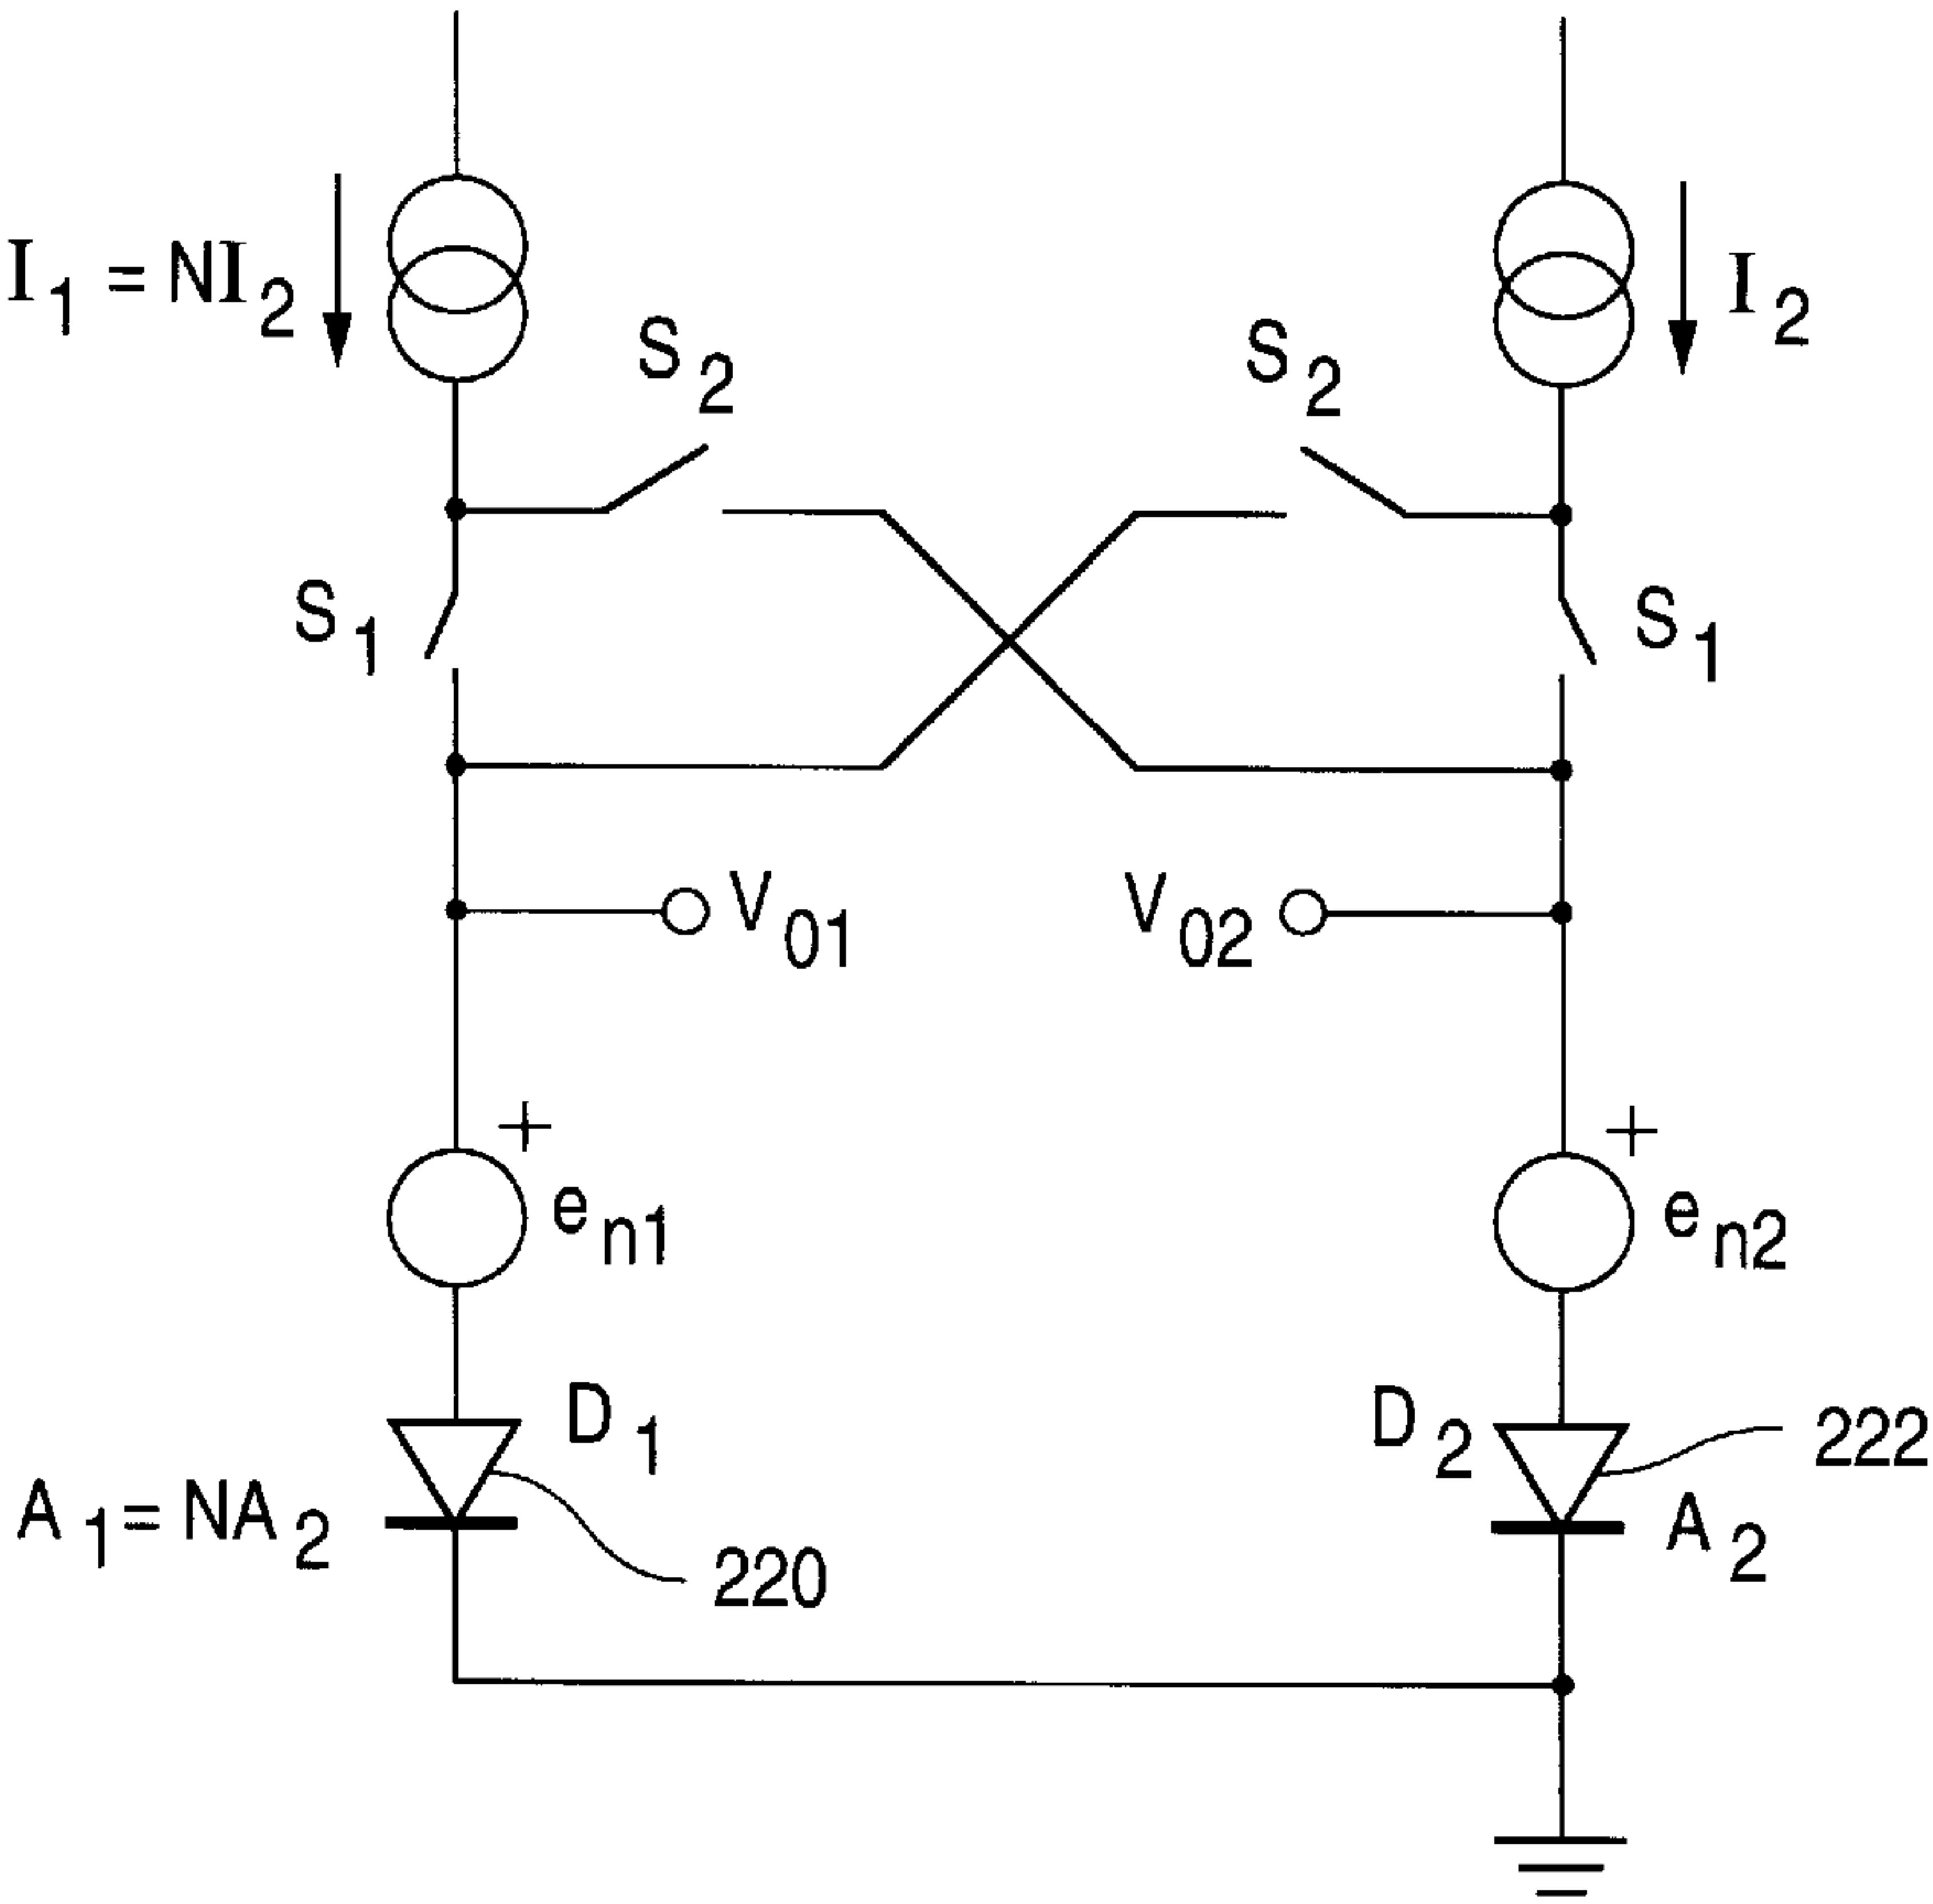 I1 = NI2
I2
S2
S2
S1
S1
V01
V02
+
+
en1
en2
D1
D2
222
A1=NA2
A2
220